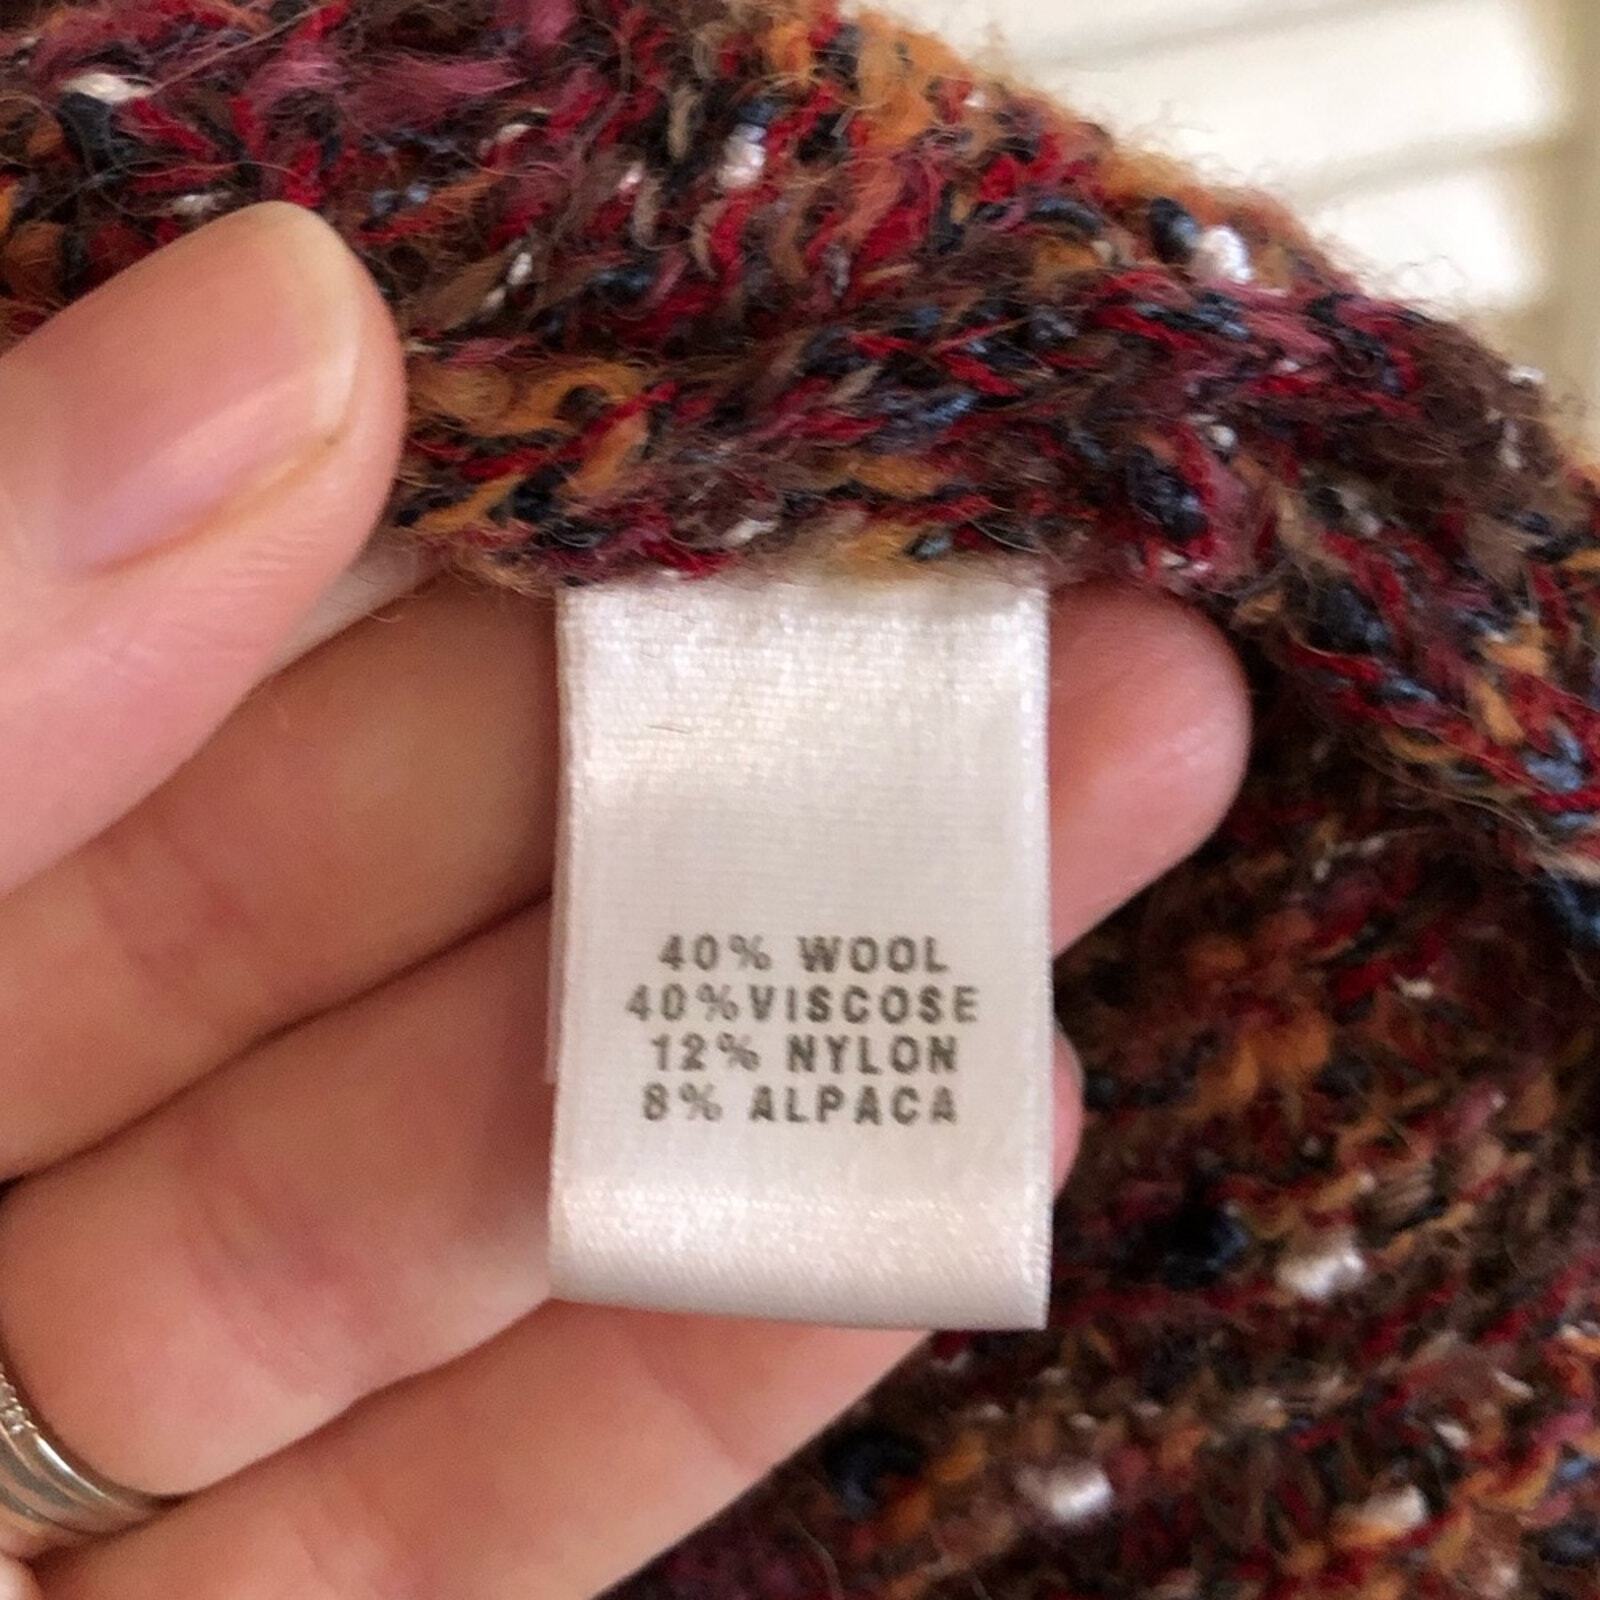 40% WOOL
40%VISCOSE
12% NYLON
8% ALPACA